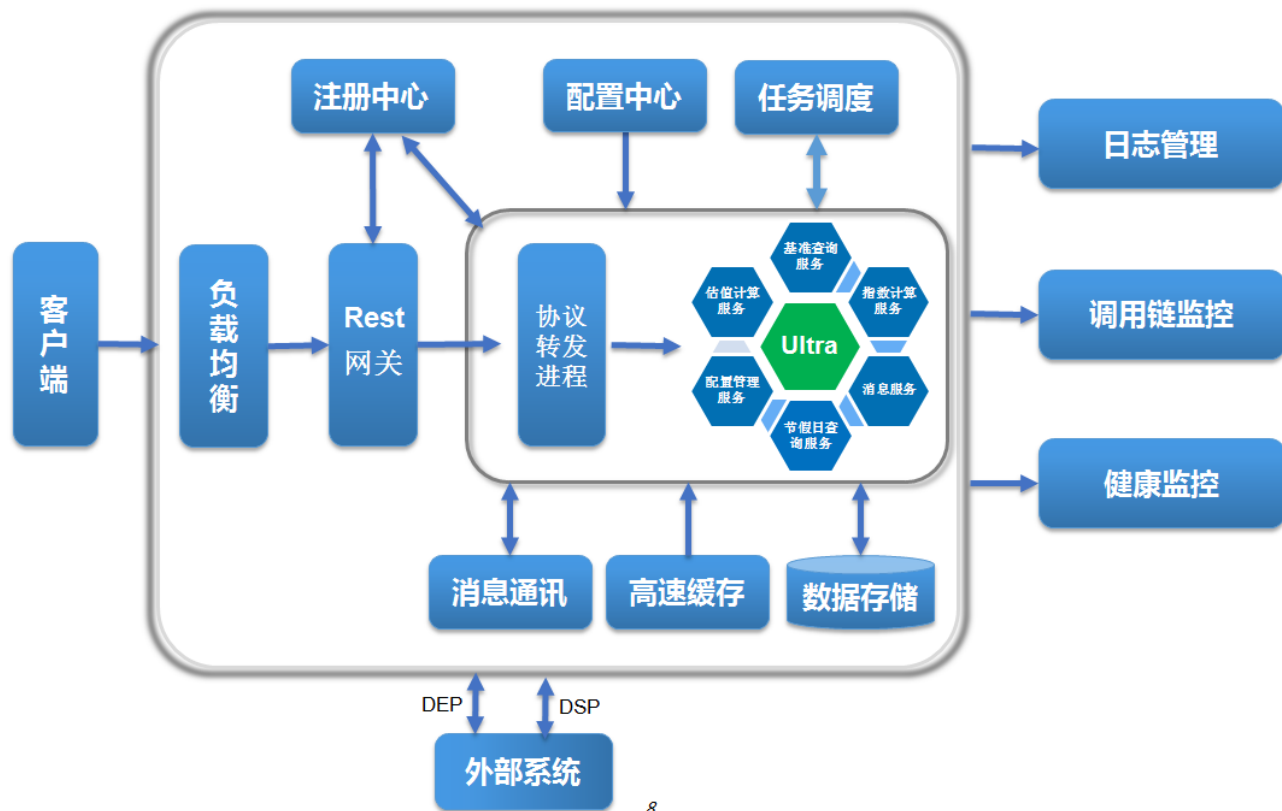 注册中心
配置中心
任务调度
日志管理
客
户
端
负
载
均
衡
Rest
网关
协议
转发
进程
基准查询
服务
估值计算
服务
指数计算
服务
Ultra
配置管理
服务
消息服务
节假日查
询服务
调用链监控
健康监控
消息通讯
高速缓存
数据存储
DEP
DSP
外部系统
8